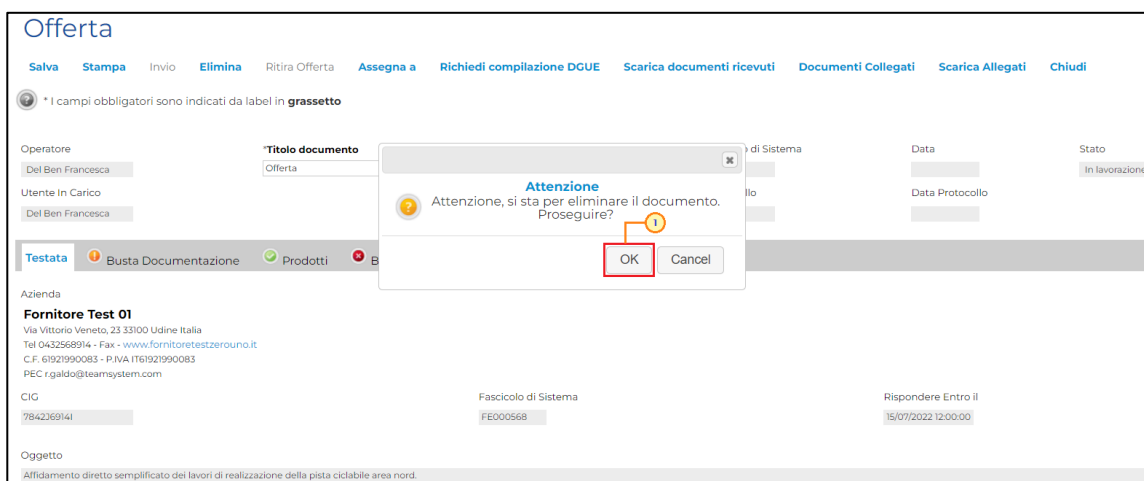 Offerta
Salva Stampa Invio Elimina Ritira Offerta Assegna a Richiedi compilazione DGUE Scarica documenti ricevuti Documenti Collegati Scarica Allegati Chiudi
* I campi obbligatori sono indicati da label in grassetto
Operatore *Titolo documento di Sistema Data Stato
Del Ben Francesca Offerta In lavorazione
Attenzione
Attenzione, si sta per eliminare il documento.
Proseguire?
1
OK Cancel
Utente In Carico Data Protocollo
Del Ben Francesca
Testata Busta Documentazione Prodotti B
Azienda
Fornitore Test 01
Via Vittorio Veneto, 23 33100 Udine Italia
Tel 0432568914 - Fax - www.fornitoretestzerouno.it
C.F. 61921990083 - P.IVA IT61921990083
PEC r.galdo@teamsystem.com
CIG Fascicolo di Sistema Rispondere Entro il
7842J6914I FE000568 15/07/2022 12:00:00
Oggetto
Affidamento diretto semplificato dei lavori di realizzazione della pista ciclabile area nord.